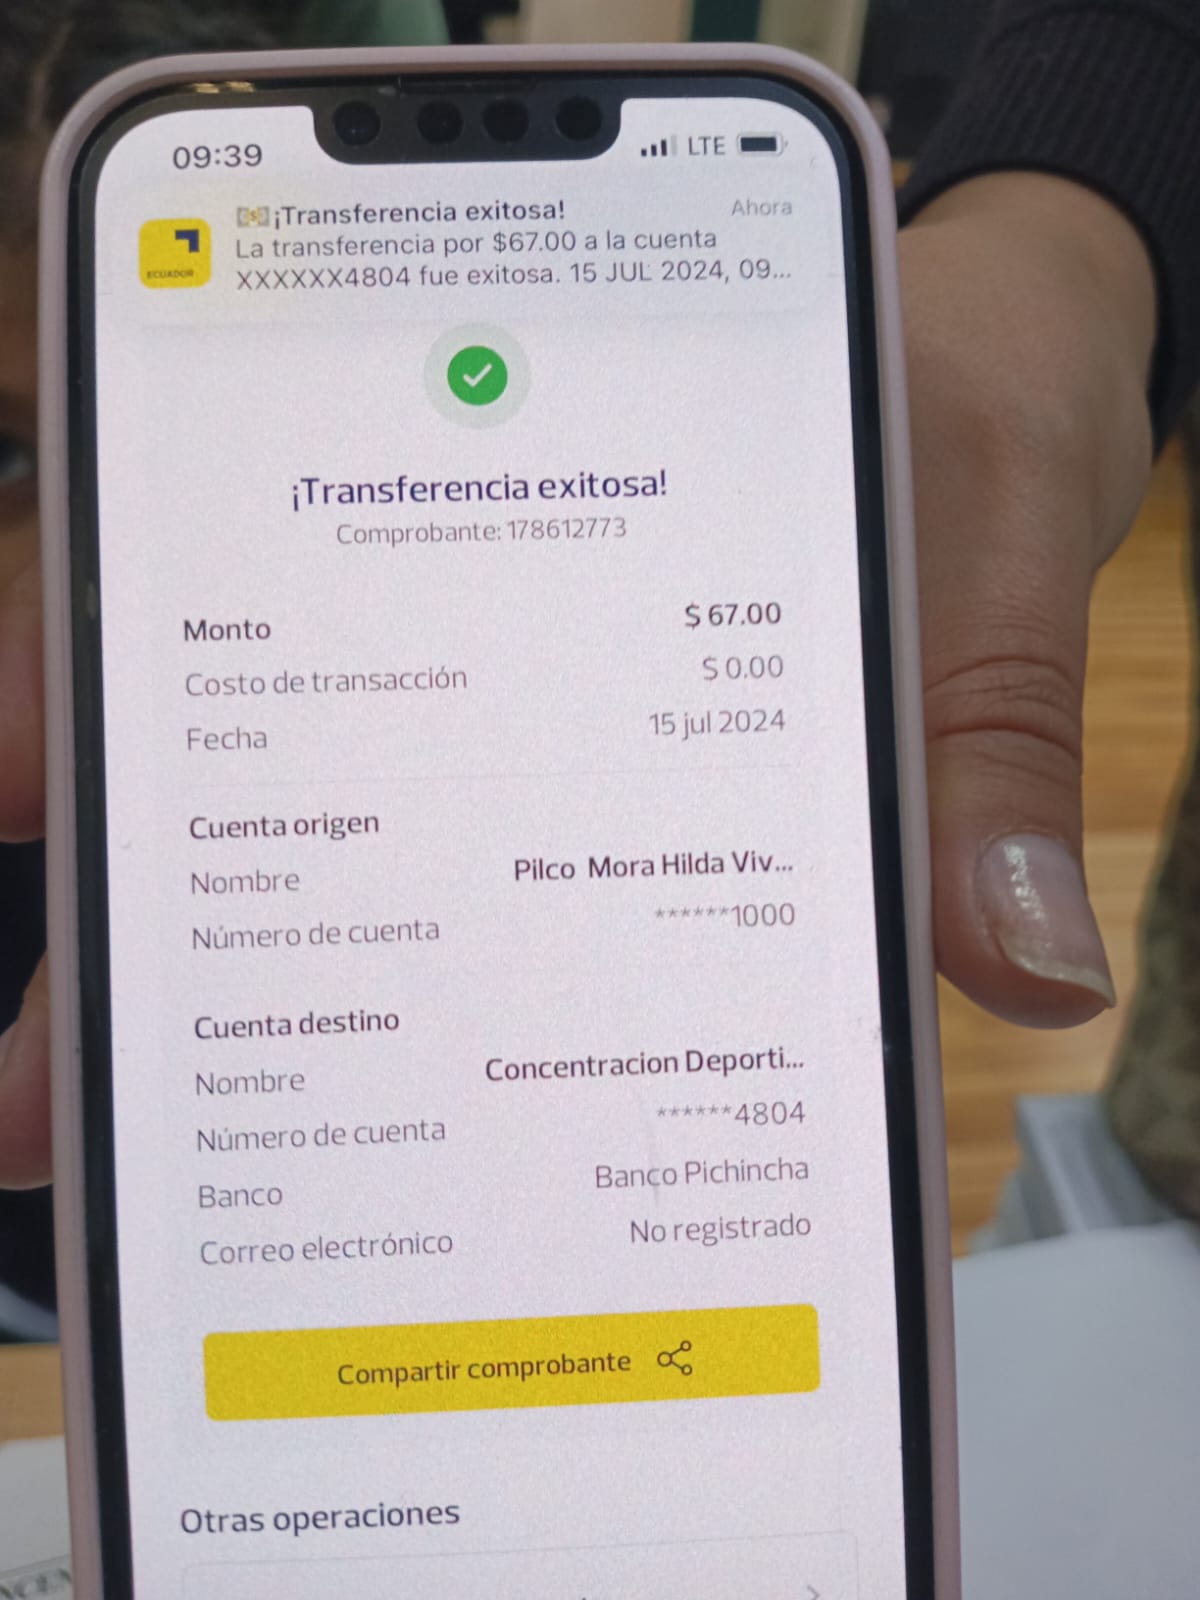 09:39
LTE
¡Transferencia exitosa!
Ahora
La transferencia por $67.00 a la cuenta
XXXXXX4804 fue exitosa. 15 JUL 2024, 09...
ECUADOR
¡Transferencia exitosa!
Comprobante: 178612773
Monto $ 67.00
Costo de transacción $ 0.00
Fecha 15 jul 2024
Cuenta origen
Nombre Pilco Mora Hilda Viv...
Número de cuenta ******1000
Cuenta destino
Nombre Concentracion Deporti...
Número de cuenta ******4804
Banco Banco Pichincha
Correo electrónico No registrado
Compartir comprobante
Otras operaciones